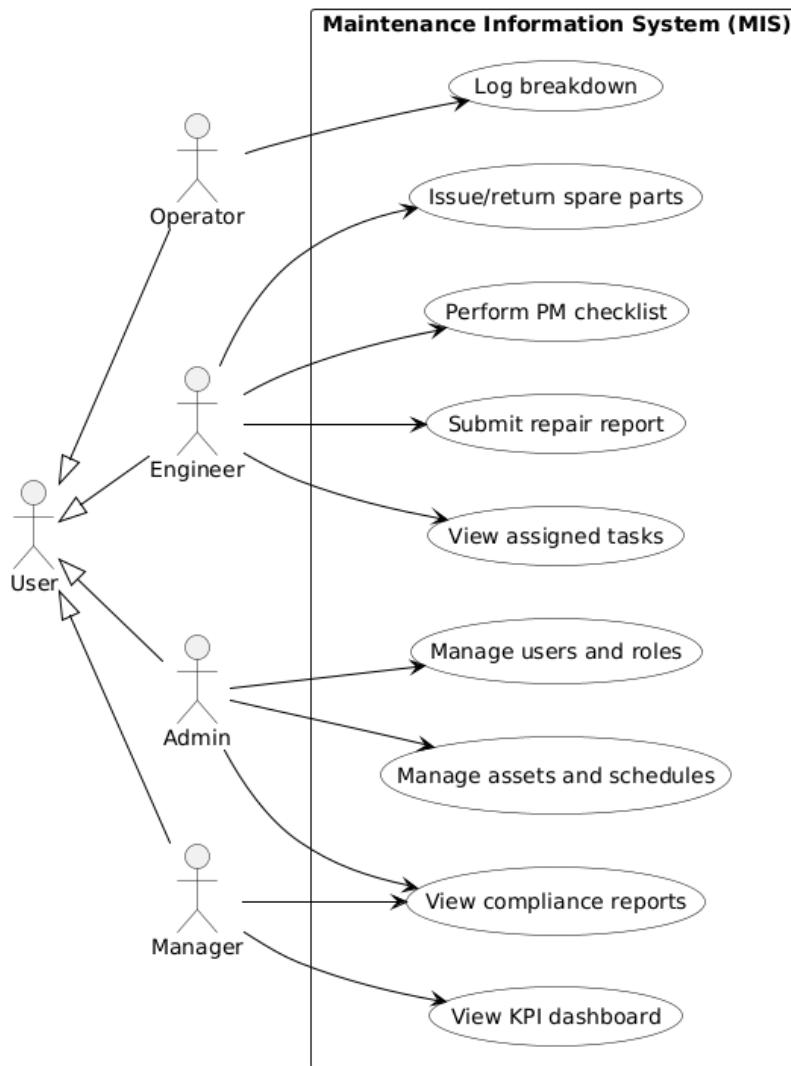 Maintenance Information System (MIS)
Log breakdown
Operator
Issue/return spare parts
Perform PM checklist
Engineer
Submit repair report
View assigned tasks
User
Manage users and roles
Admin
Manage assets and schedules
View compliance reports
Manager
View KPI dashboard